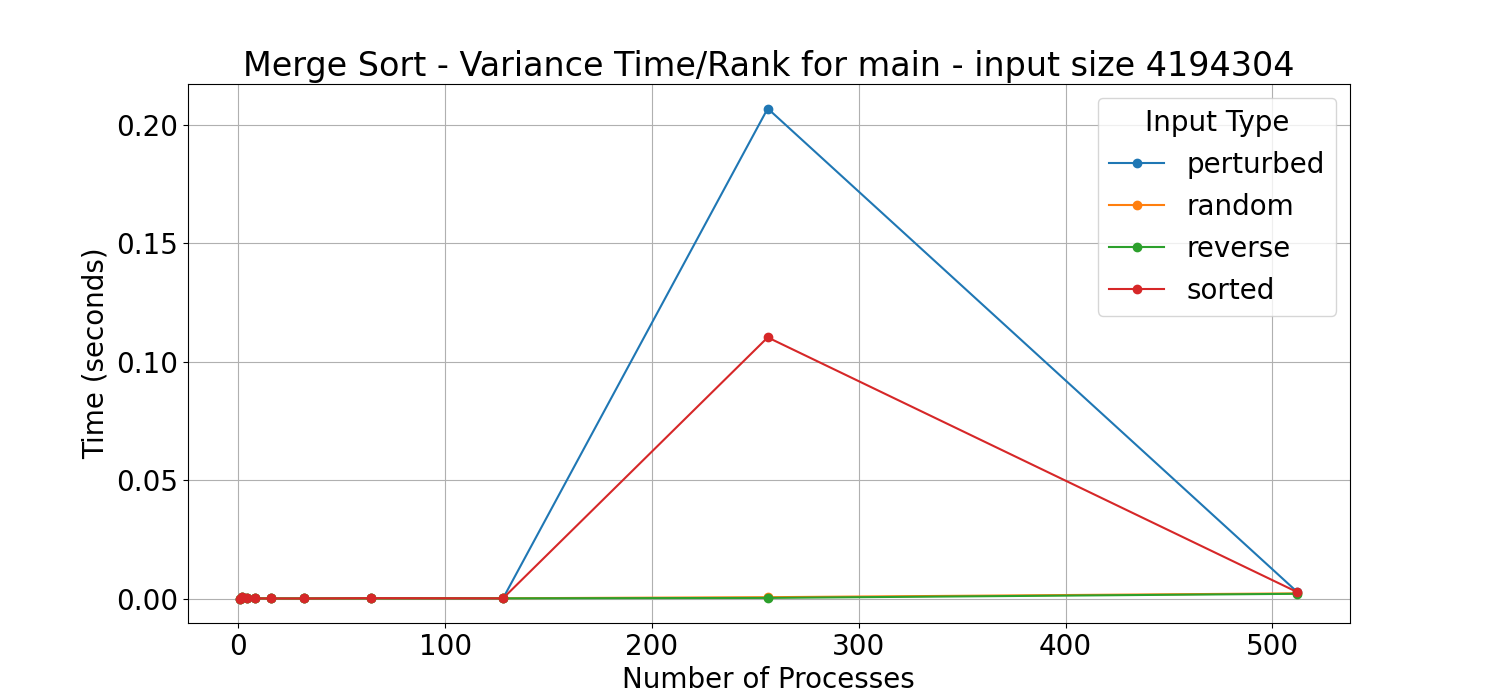 Merge Sort - Variance Time/Rank for main - input size 4194304
Time (seconds)
0.20
0.15
0.10
0.05
0.00
Input Type
perturbed
random
reverse
sorted
0 100 200 300 400 500
Number of Processes